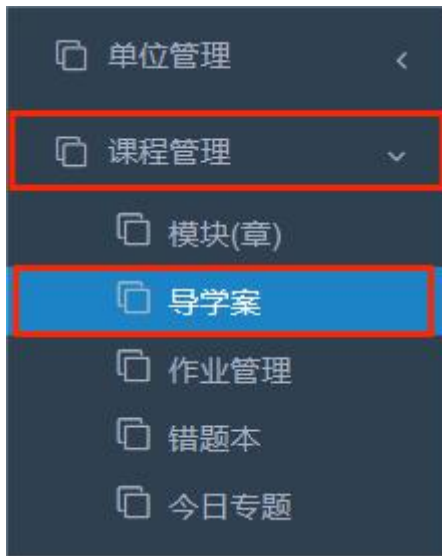 单位管理
课程管理
模块(章)
导学案
作业管理
错题本
今日专题